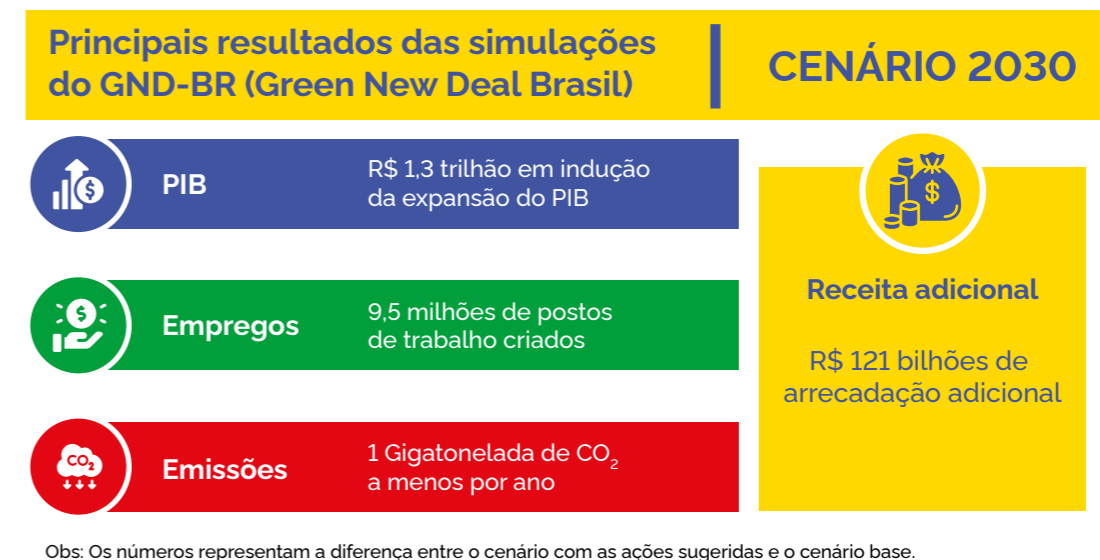 Principais resultados das simulações
do GND-BR (Green New Deal Brasil)
CENÁRIO 2030
PIB
R$ 1,3 trilhão em indução
da expansão do PIB
Empregos
9,5 milhões de postos
de trabalho criados
Emissões
1 Gigatonelada de CO₂
a menos por ano
CO₂
Receita adicional
R$ 121 bilhões de
arrecadação adicional
Obs: Os números representam a diferença entre o cenário com as ações sugeridas e o cenário base.